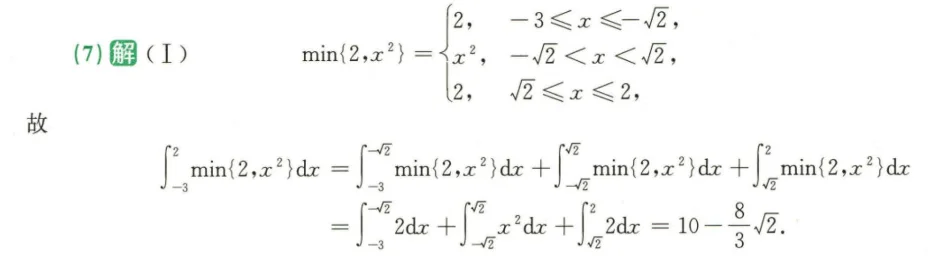 (7) 解 (Ⅰ) min{2,x²} = { 2, -3⩽x⩽-√2,
x², -√2<x<√2,
2, √2⩽x⩽2,
故
∫_{-3}^{2} min{2,x²}dx = ∫_{-3}^{-√2} min{2,x²}dx + ∫_{-√2}^{√2} min{2,x²}dx + ∫_{√2}^{2} min{2,x²}dx
= ∫_{-3}^{-√2} 2dx + ∫_{-√2}^{√2} x²dx + ∫_{√2}^{2} 2dx = 10 - 8/3 √2.